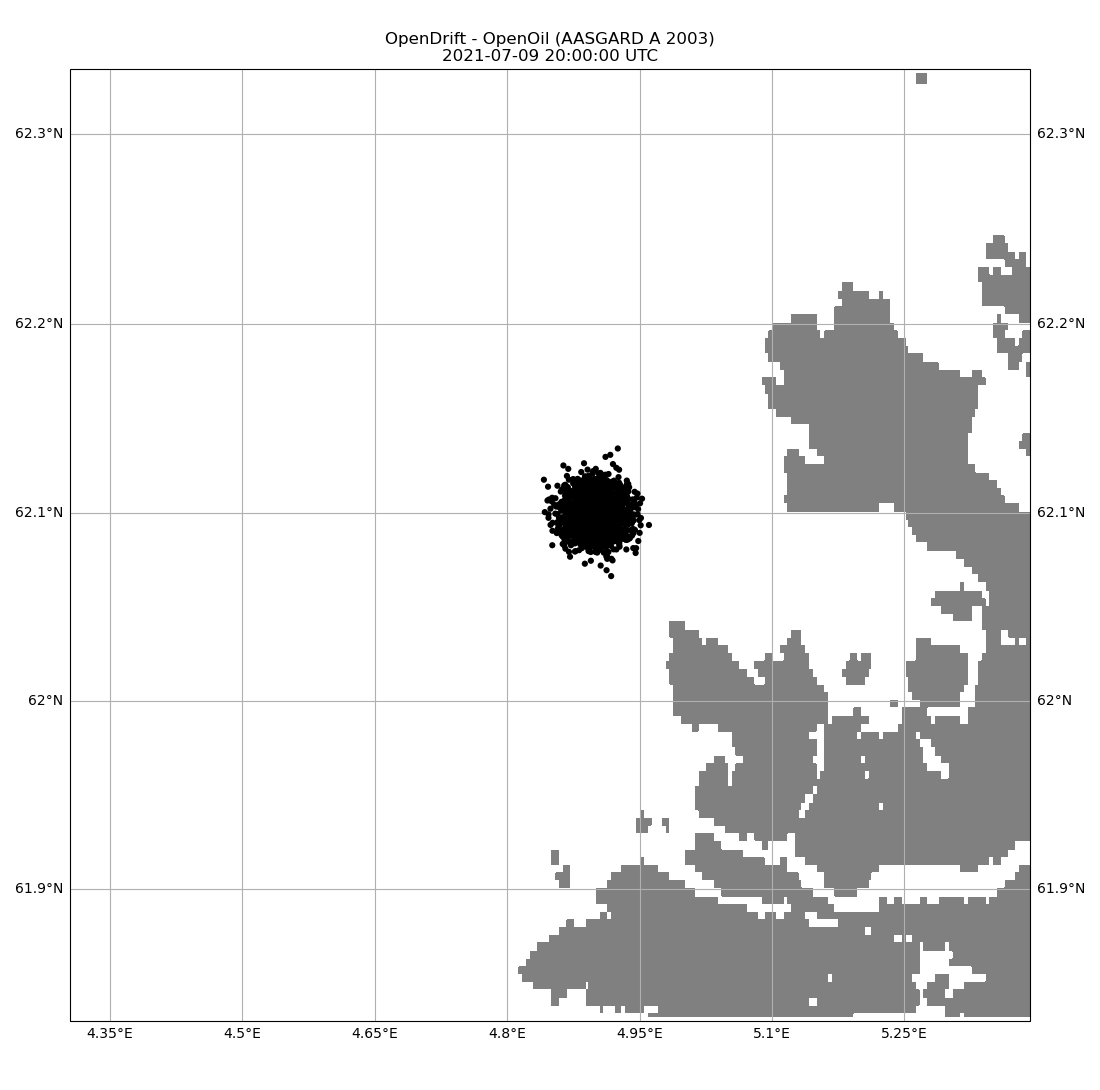 OpenDrift - OpenOil (AASGARD A 2003)
2021-07-09 20:00:00 UTC
62.3°N 62.3°N
62.2°N 62.2°N
62.1°N 62.1°N
62°N 62°N
61.9°N 61.9°N
4.35°E 4.5°E 4.65°E 4.8°E 4.95°E 5.1°E 5.25°E